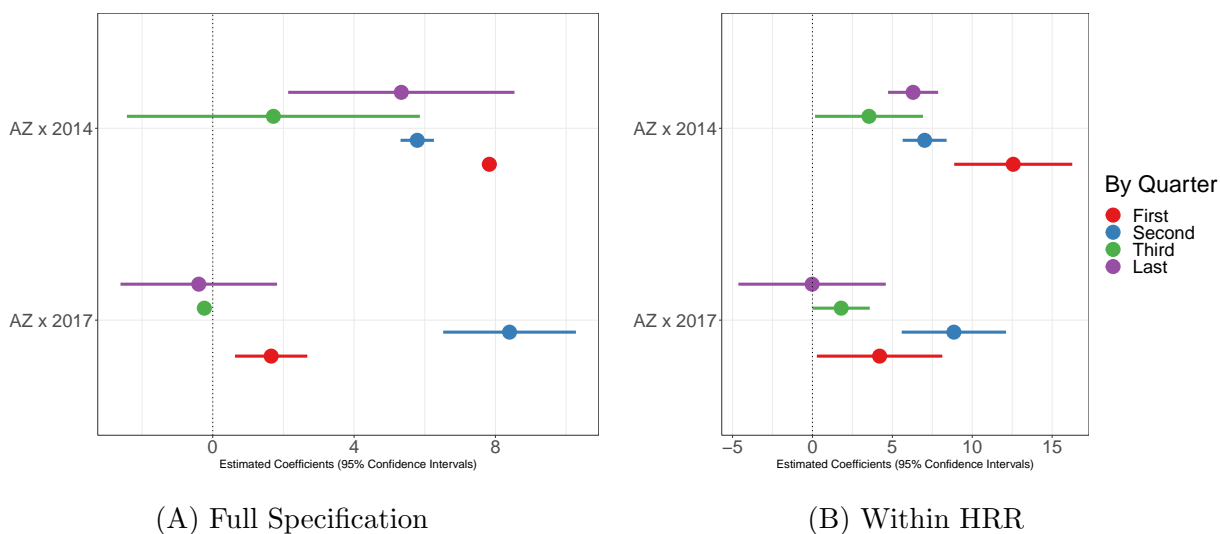 AZ x 2014
AZ x 2017
0
4
8
Estimated Coefficients (95% Confidence Intervals)
(A) Full Specification
AZ x 2014
AZ x 2017
−5
0
5
10
15
Estimated Coefficients (95% Confidence Intervals)
(B) Within HRR
By Quarter
First
Second
Third
Last